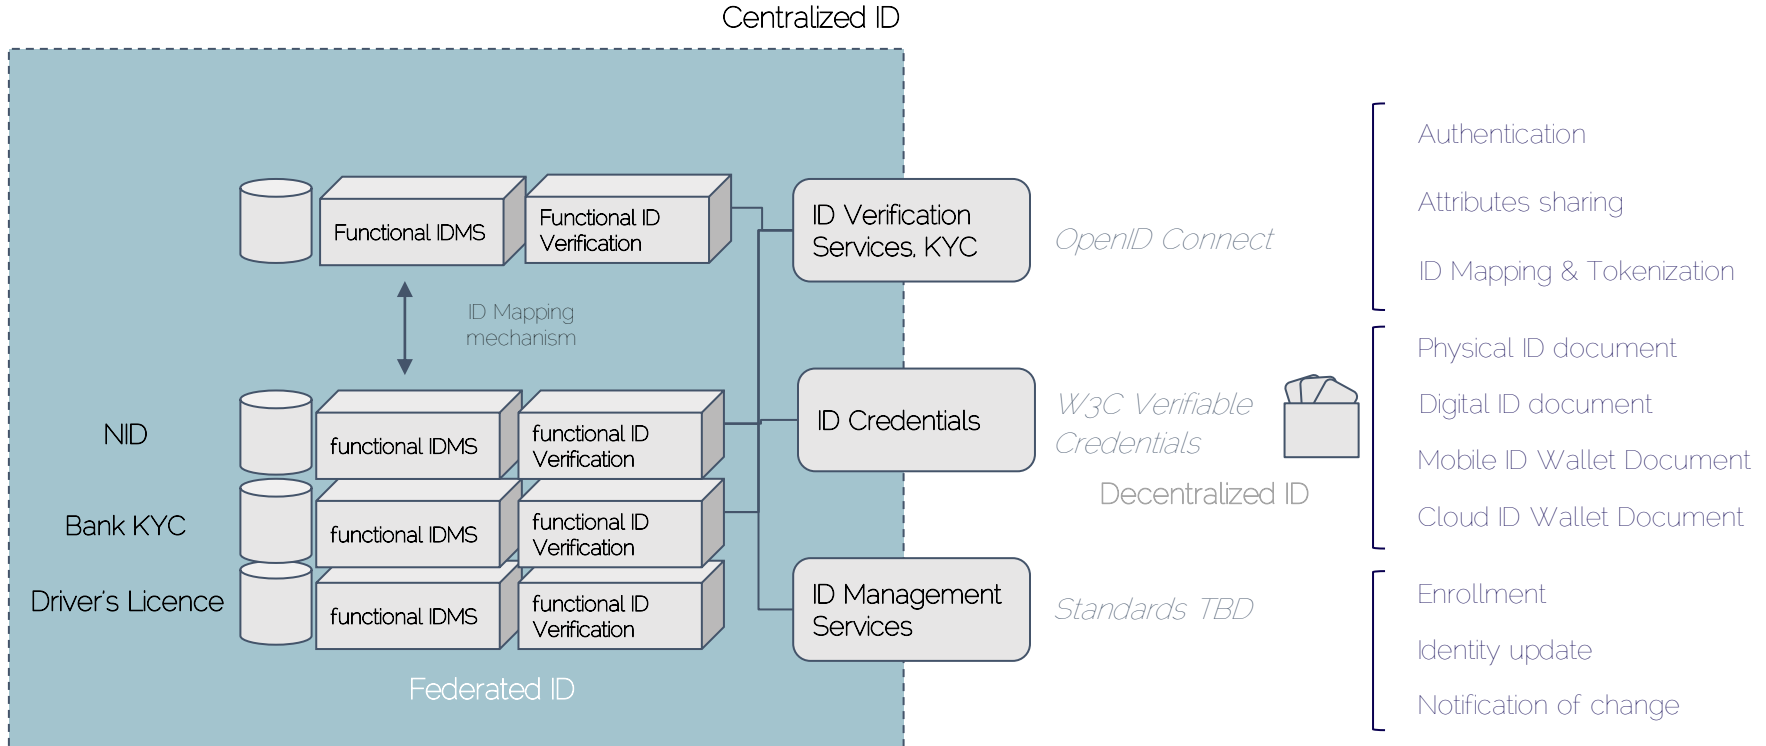 Centralized ID
Functional IDMS
Functional ID
Verification
ID Mapping
mechanism
NID
functional IDMS
functional ID
Verification
Bank KYC
functional IDMS
functional ID
Verification
Driver's Licence
functional IDMS
functional ID
Verification
Federated ID
ID Verification
Services, KYC
OpenID Connect
ID Credentials
W3C Verifiable
Credentials
Decentralized ID
ID Management
Services
Standards TBD
Authentication
Attributes sharing
ID Mapping & Tokenization
Physical ID document
Digital ID document
Mobile ID Wallet Document
Cloud ID Wallet Document
Enrollment
Identity update
Notification of change